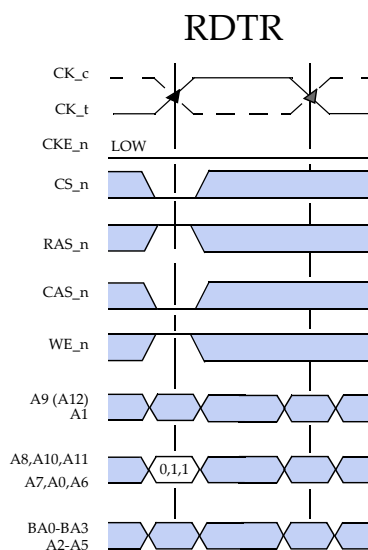 RDTR
CK_c
CK_t
CKE_n LOW
CS_n
RAS_n
CAS_n
WE_n
A9 (A12)
A1
A8,A10,A11
0,1,1
A7,A0,A6
BA0-BA3
A2-A5